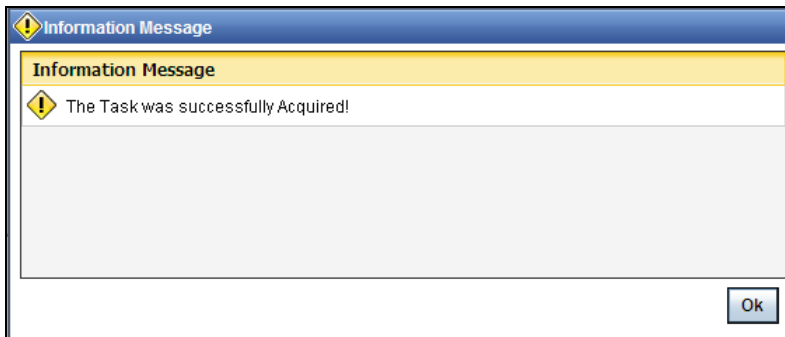 Information Message
Information Message
The Task was successfully Acquired!
Ok